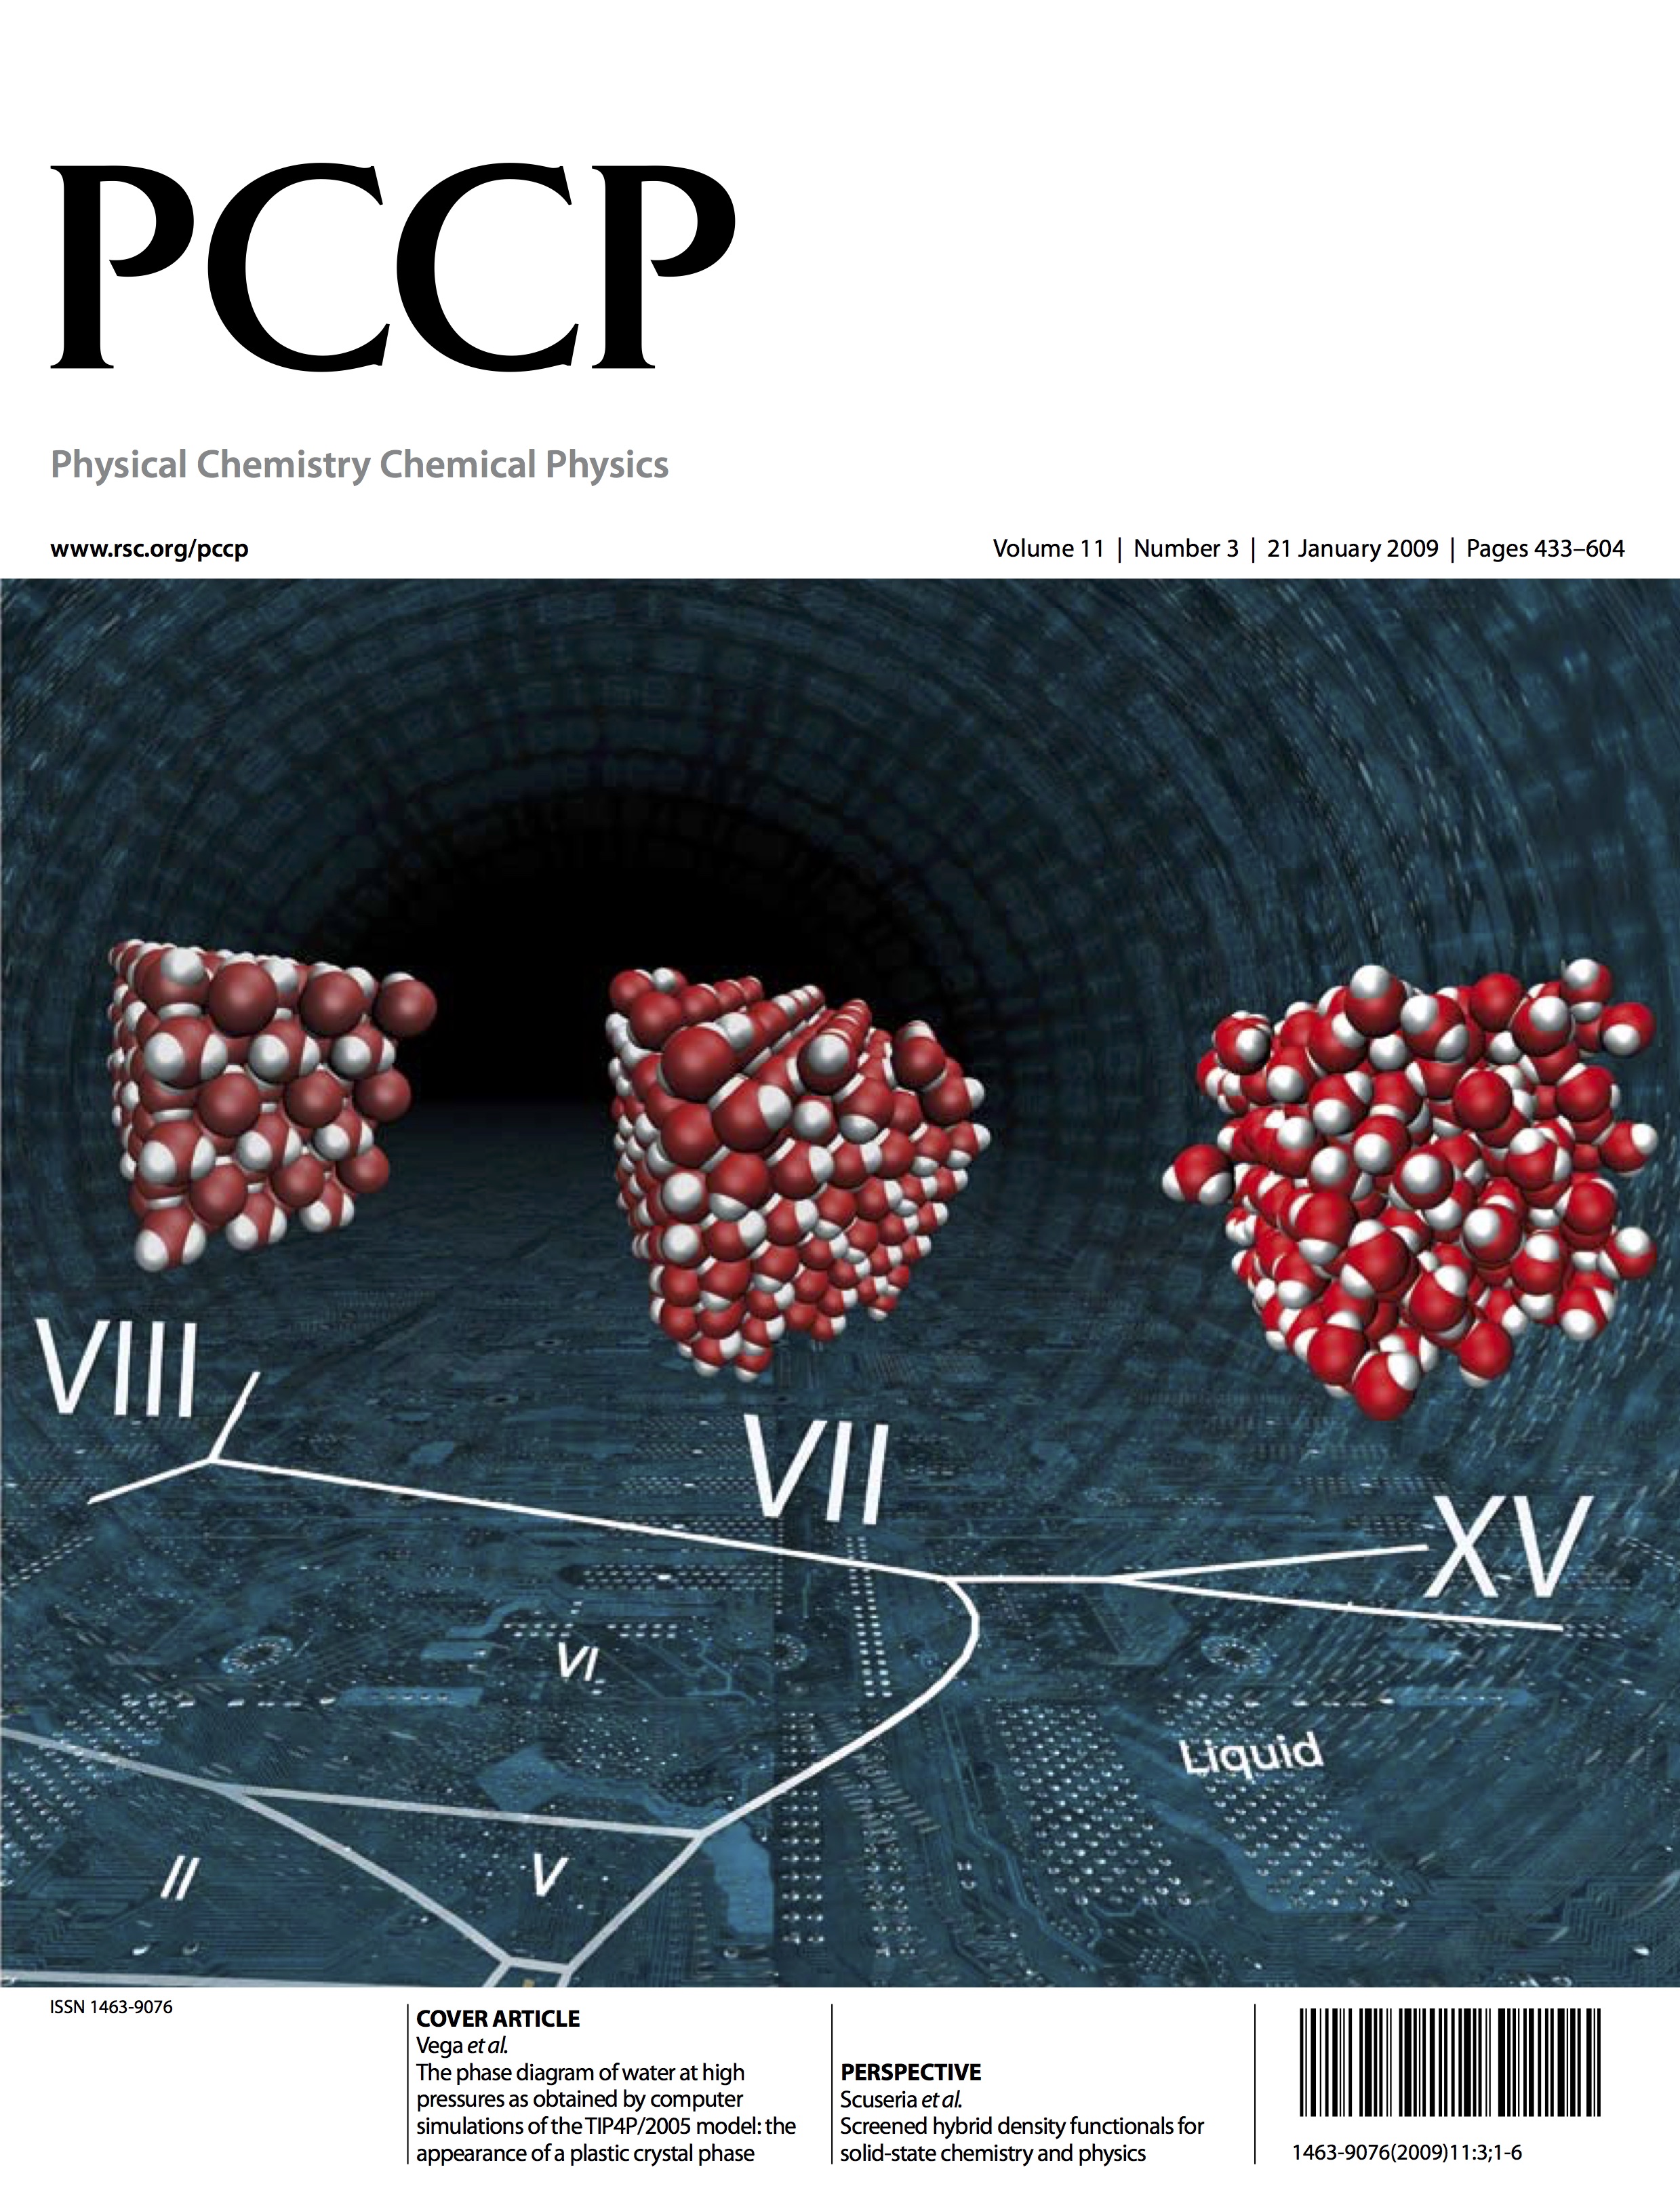 PCCP
Physical Chemistry Chemical Physics
www.rsc.org/pccp
Volume 11 | Number 3 | 21 January 2009 | Pages 433–604
VIII
VII
XV
VI
Liquid
II
V
ISSN 1463-9076
COVER ARTICLE
Vega et al.
The phase diagram of water at high
pressures as obtained by computer
simulations of the TIP4P/2005 model: the
appearance of a plastic crystal phase
PERSPECTIVE
Scuseria et al.
Screened hybrid density functionals for
solid-state chemistry and physics
1463-9076(2009)11:3;1-6